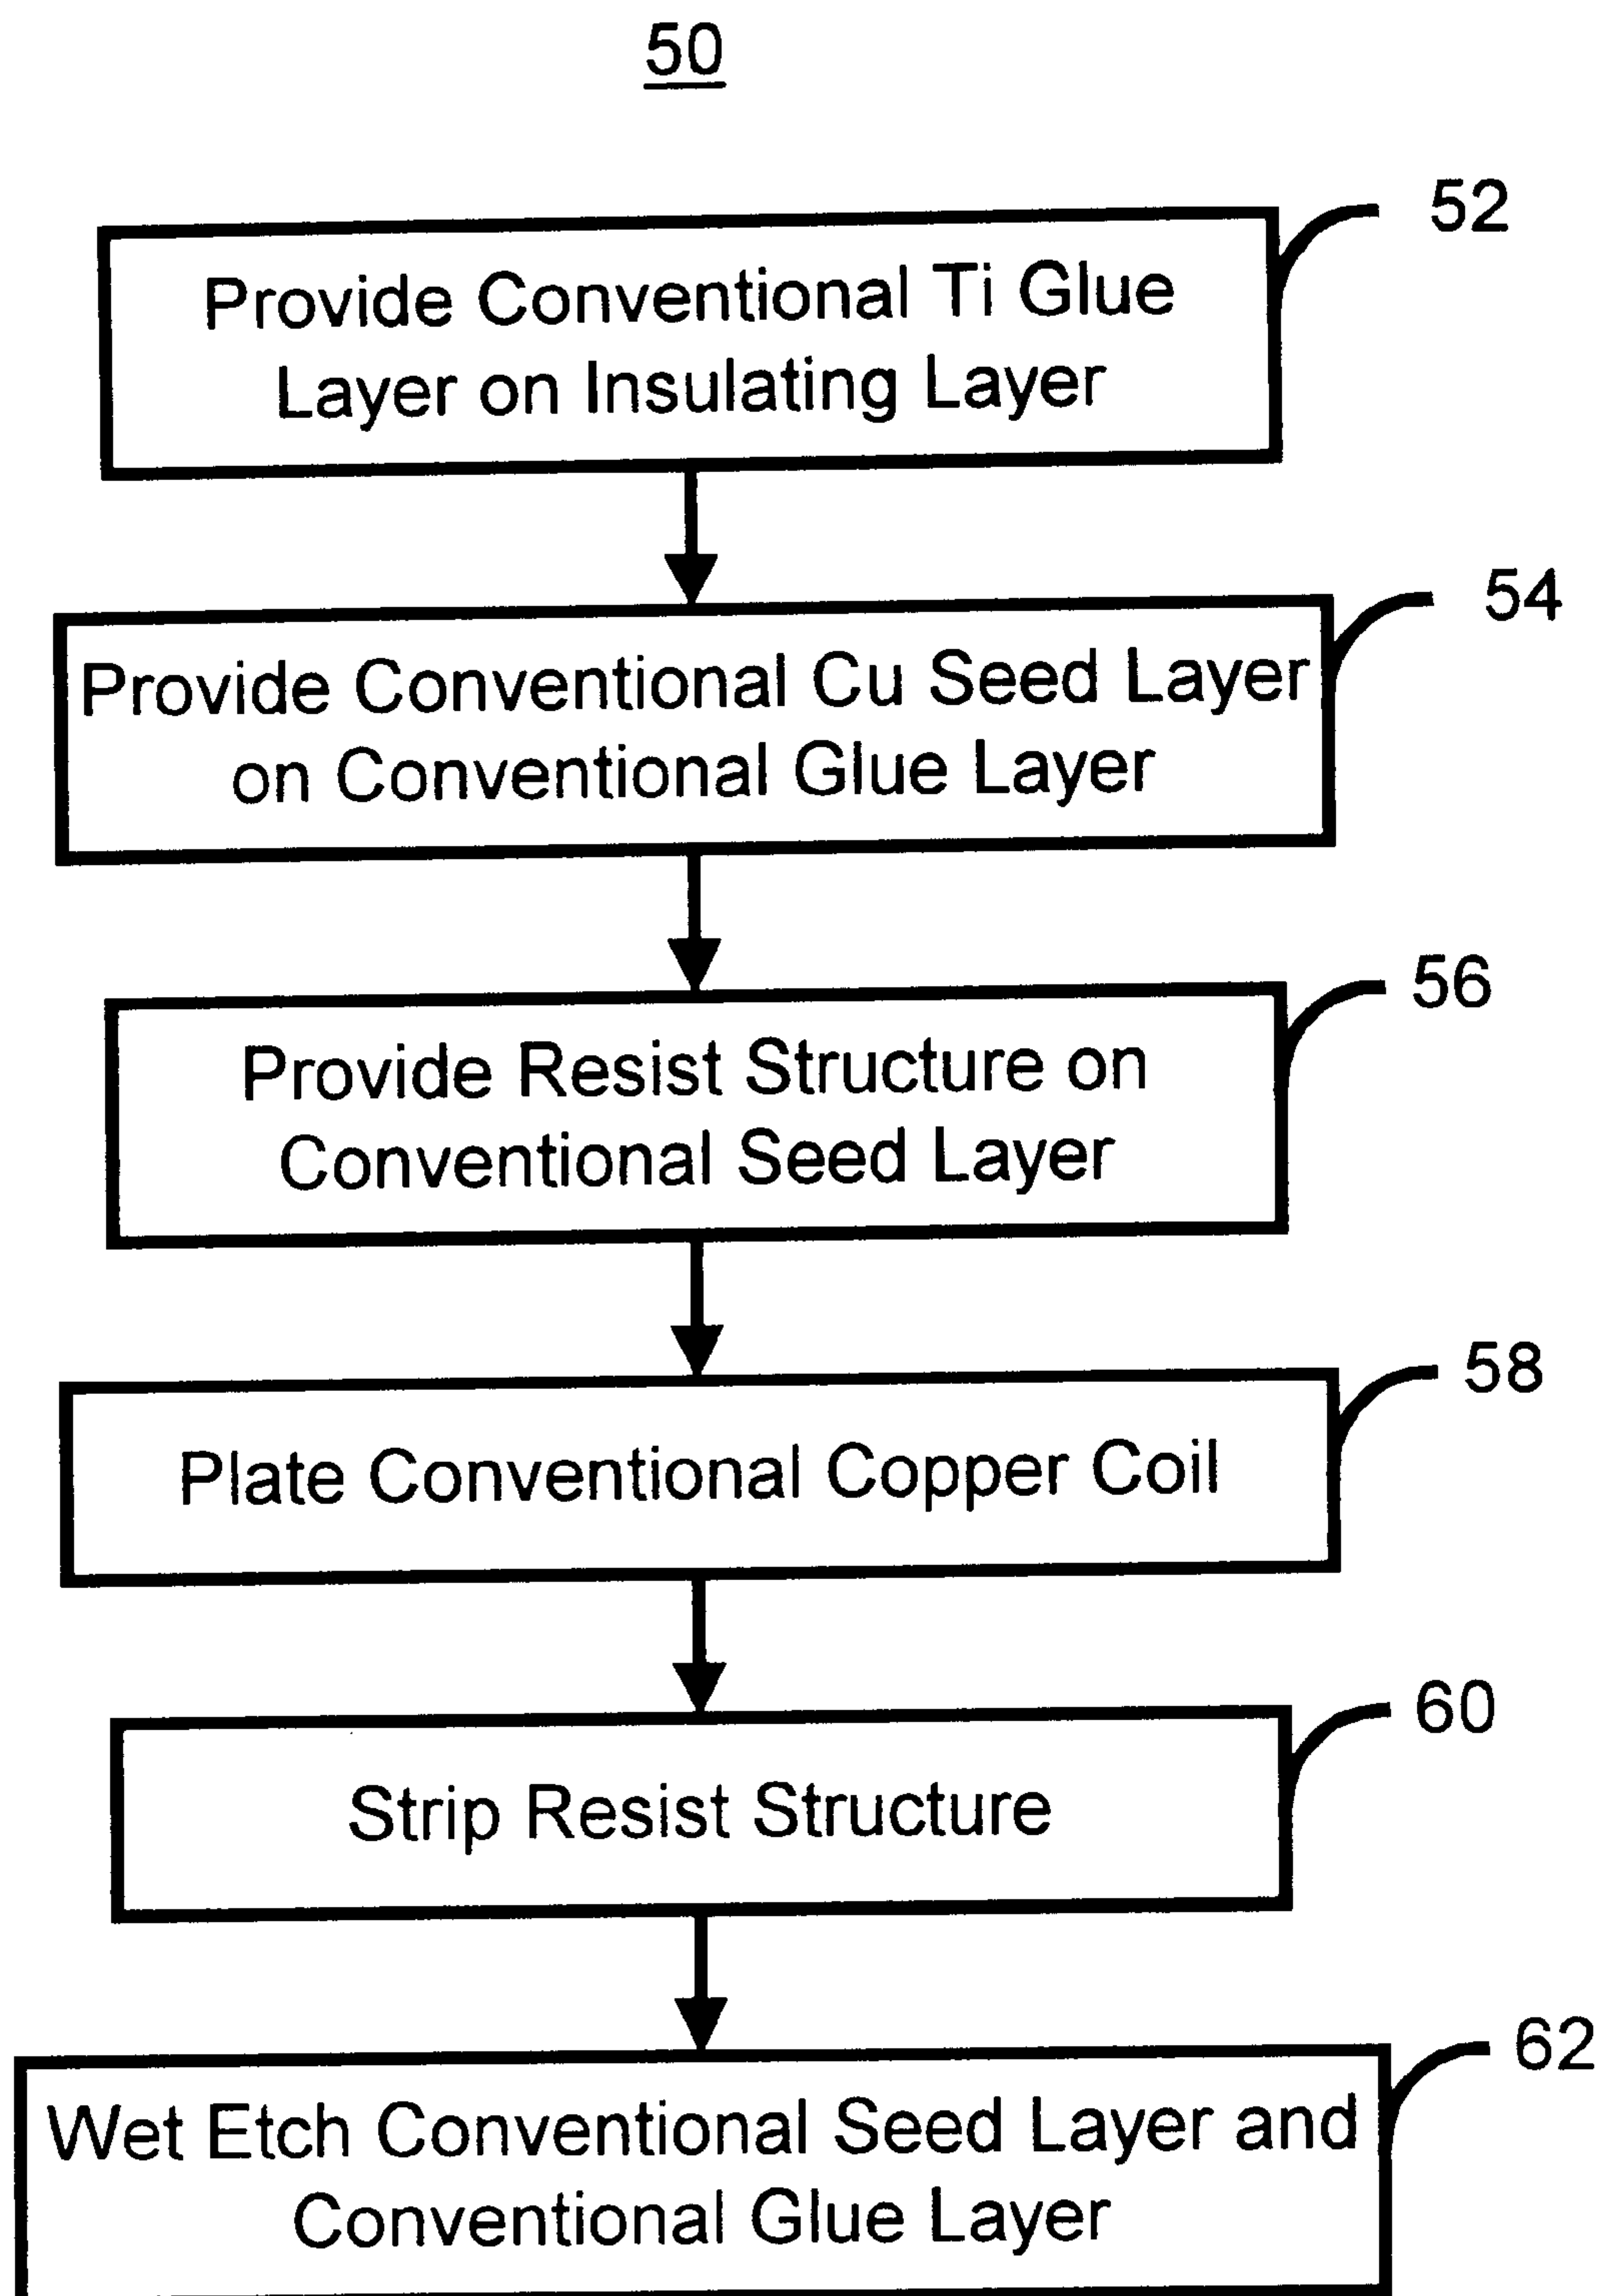 50
52
Provide Conventional Ti Glue
Layer on Insulating Layer
54
Provide Conventional Cu Seed Layer
on Conventional Glue Layer
56
Provide Resist Structure on
Conventional Seed Layer
58
Plate Conventional Copper Coil
60
Strip Resist Structure
62
Wet Etch Conventional Seed Layer and
Conventional Glue Layer